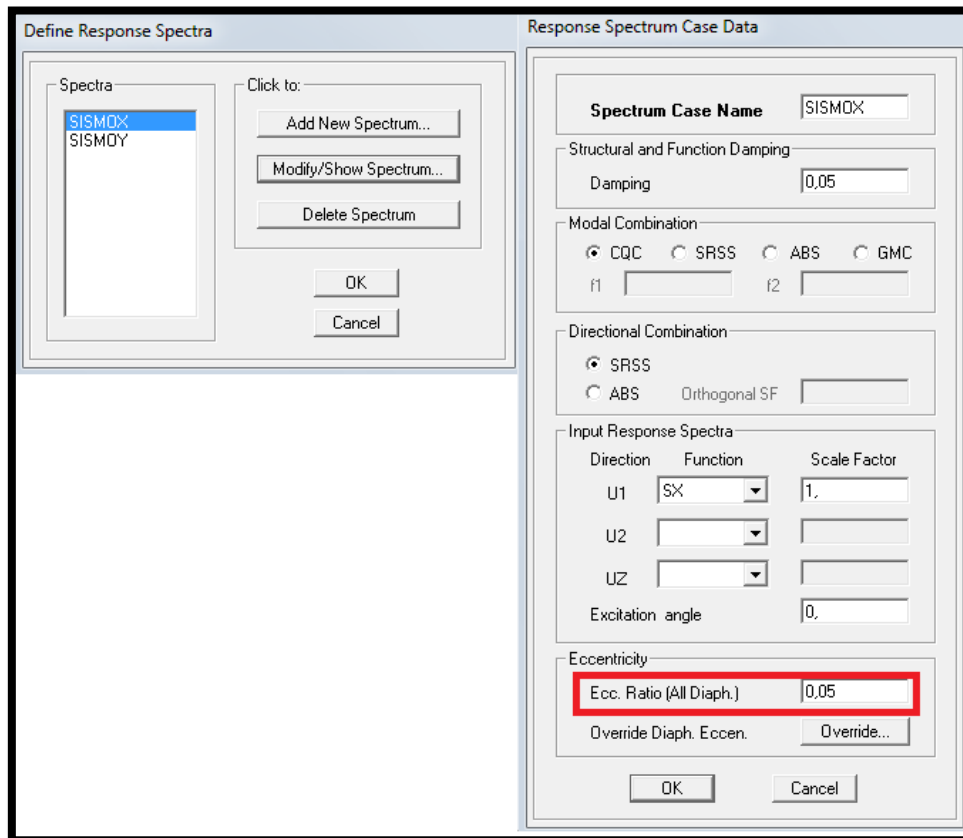 Define Response Spectra
Spectra
SISMOX
SISMOY
Click to:
Add New Spectrum...
Modify/Show Spectrum...
Delete Spectrum
OK
Cancel
Response Spectrum Case Data
Spectrum Case Name SISMOX
Structural and Function Damping
Damping 0,05
Modal Combination
CQC SRSS ABS GMC
f1 f2
Directional Combination
SRSS
ABS Orthogonal SF
Input Response Spectra
Direction Function Scale Factor
U1 SX 1,
U2
UZ
Excitation angle 0,
Eccentricity
Ecc. Ratio (All Diaph.) 0,05
Override Diaph. Eccen. Override...
OK Cancel